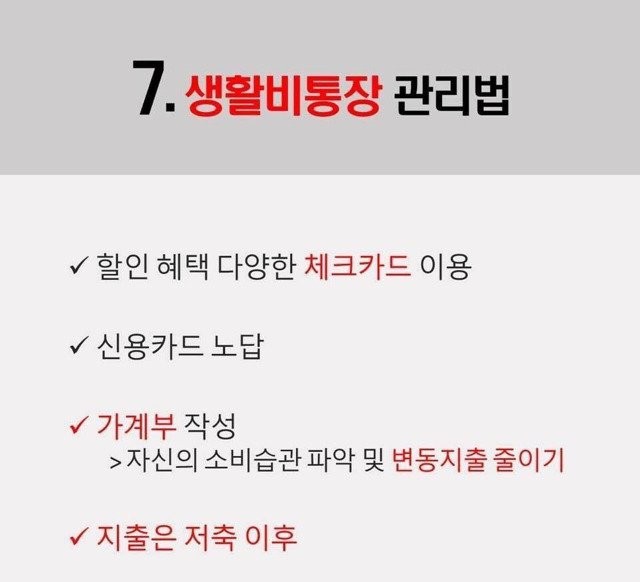 7. 생활비통장 관리법
✓ 할인 혜택 다양한 체크카드 이용
✓ 신용카드 노답
✓ 가계부 작성
> 자신의 소비습관 파악 및 변동지출 줄이기
✓ 지출은 저축 이후